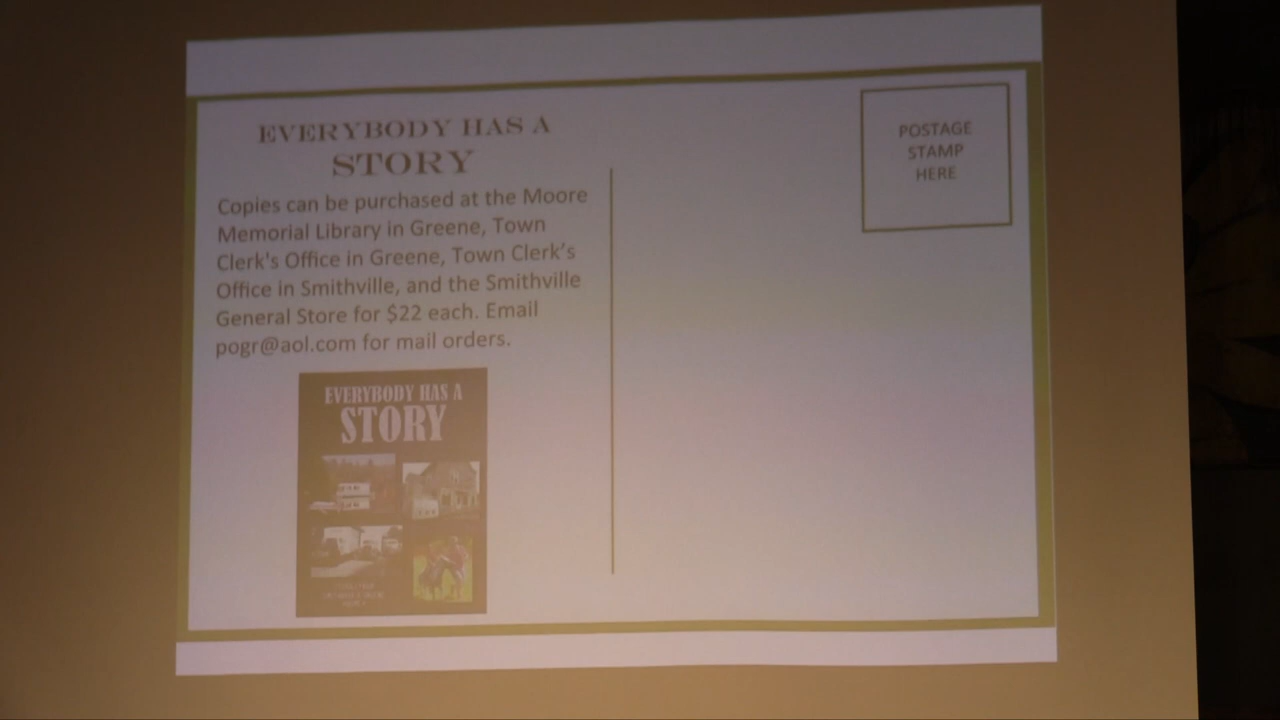 EVERYBODY HAS A
STORY
Copies can be purchased at the Moore
Memorial Library in Greene, Town
Clerk's Office in Greene, Town Clerk's
Office in Smithville, and the Smithville
General Store for $22 each. Email
pogr@aol.com for mail orders.
POSTAGE
STAMP
HERE
EVERYBODY HAS A
STORY